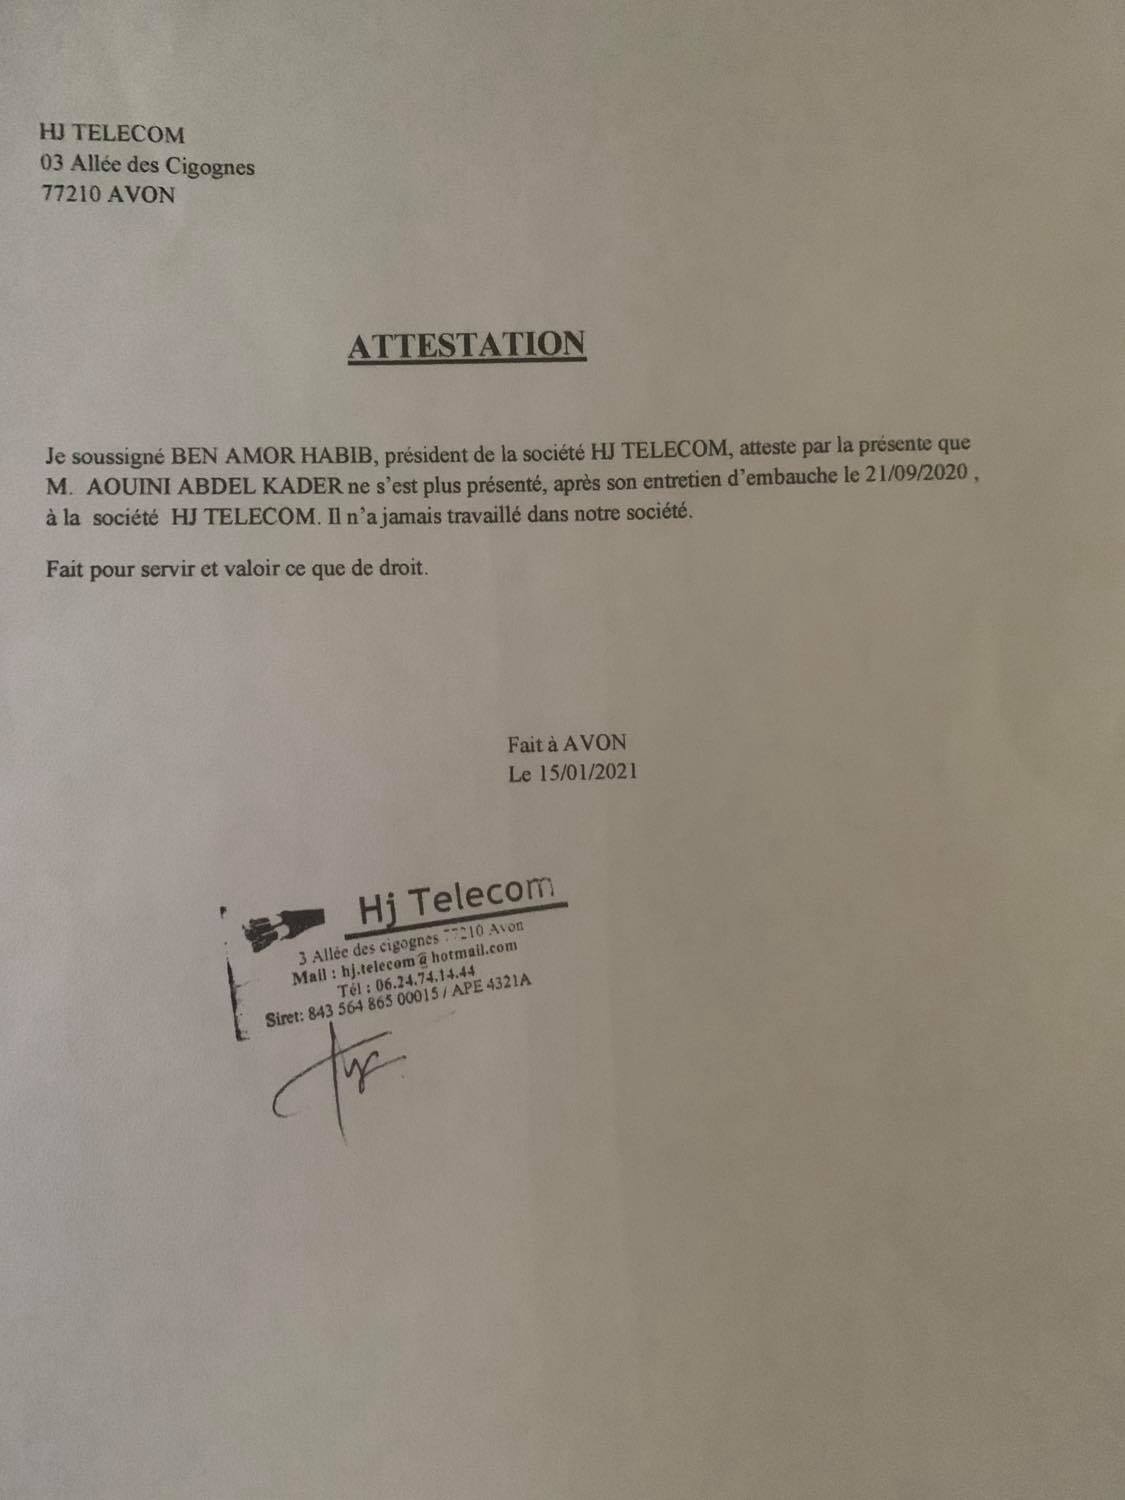 HJ TELECOM
03 Allée des Cigognes
77210 AVON
ATTESTATION
Je soussigné BEN AMOR HABIB, président de la société HJ TELECOM, atteste par la présente que
M. AOUINI ABDEL KADER ne s'est plus présenté, après son entretien d'embauche le 21/09/2020 ,
à la société HJ TELECOM. Il n'a jamais travaillé dans notre société.
Fait pour servir et valoir ce que de droit.
Fait à AVON
Le 15/01/2021
Hj Telecom
3 Allée des cigognes 77210 Avon
Mail : hj.telecom@hotmail.com
Tél : 06.24.74.14.44
Siret: 843 564 865 00015 / APE 4321A